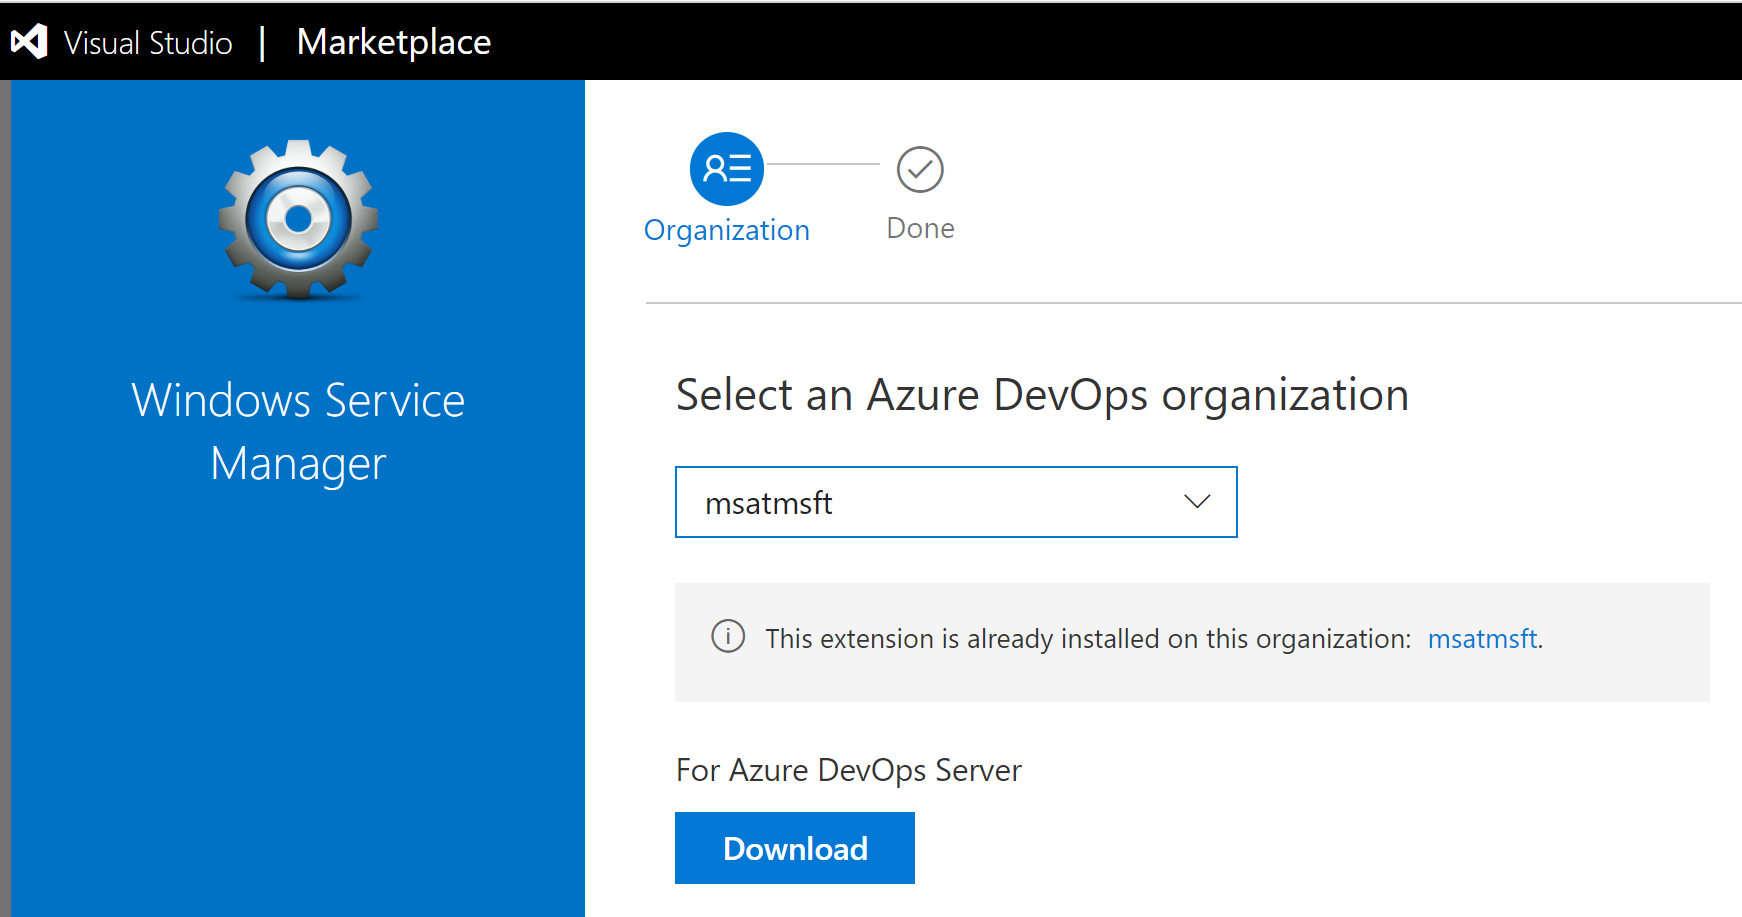 Visual Studio | Marketplace
Windows Service
Manager
Organization
Done
Select an Azure DevOps organization
msatmsft
This extension is already installed on this organization: msatmsft.
For Azure DevOps Server
Download